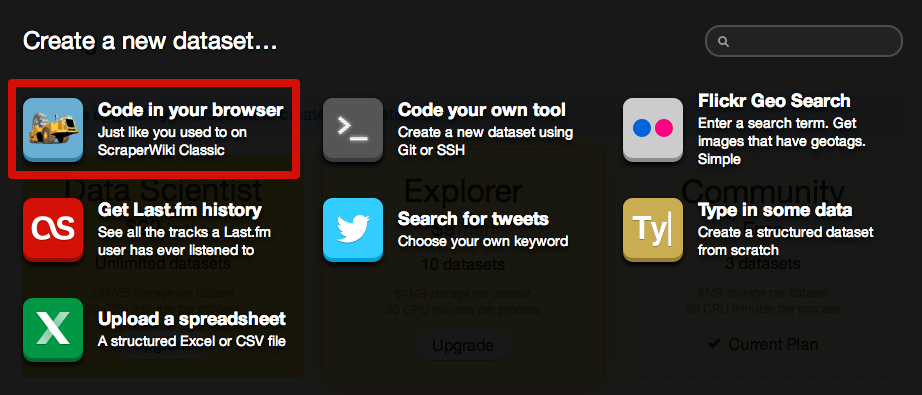 Create a new dataset…
Code in your browser
Just like you used to on
ScraperWiki Classic
>_
Code your own tool
Create a new dataset using
Git or SSH
Flickr Geo Search
Enter a search term. Get
images that have geotags.
Simple
Data Scientist
Explorer
Community
Get Last.fm history
See all the tracks a Last.fm
user has ever listened to
Search for tweets
Choose your own keyword
Ty|
Type in some data
Create a structured dataset
from scratch
Unlimited datasets
10 datasets
3 datasets
256MB storage per dataset
30 CPU minutes per process
64MB storage per dataset
30 CPU minutes per process
8MB storage per dataset
30 CPU minutes per process
X
Upload a spreadsheet
A structured Excel or CSV file
Upgrade
Current Plan